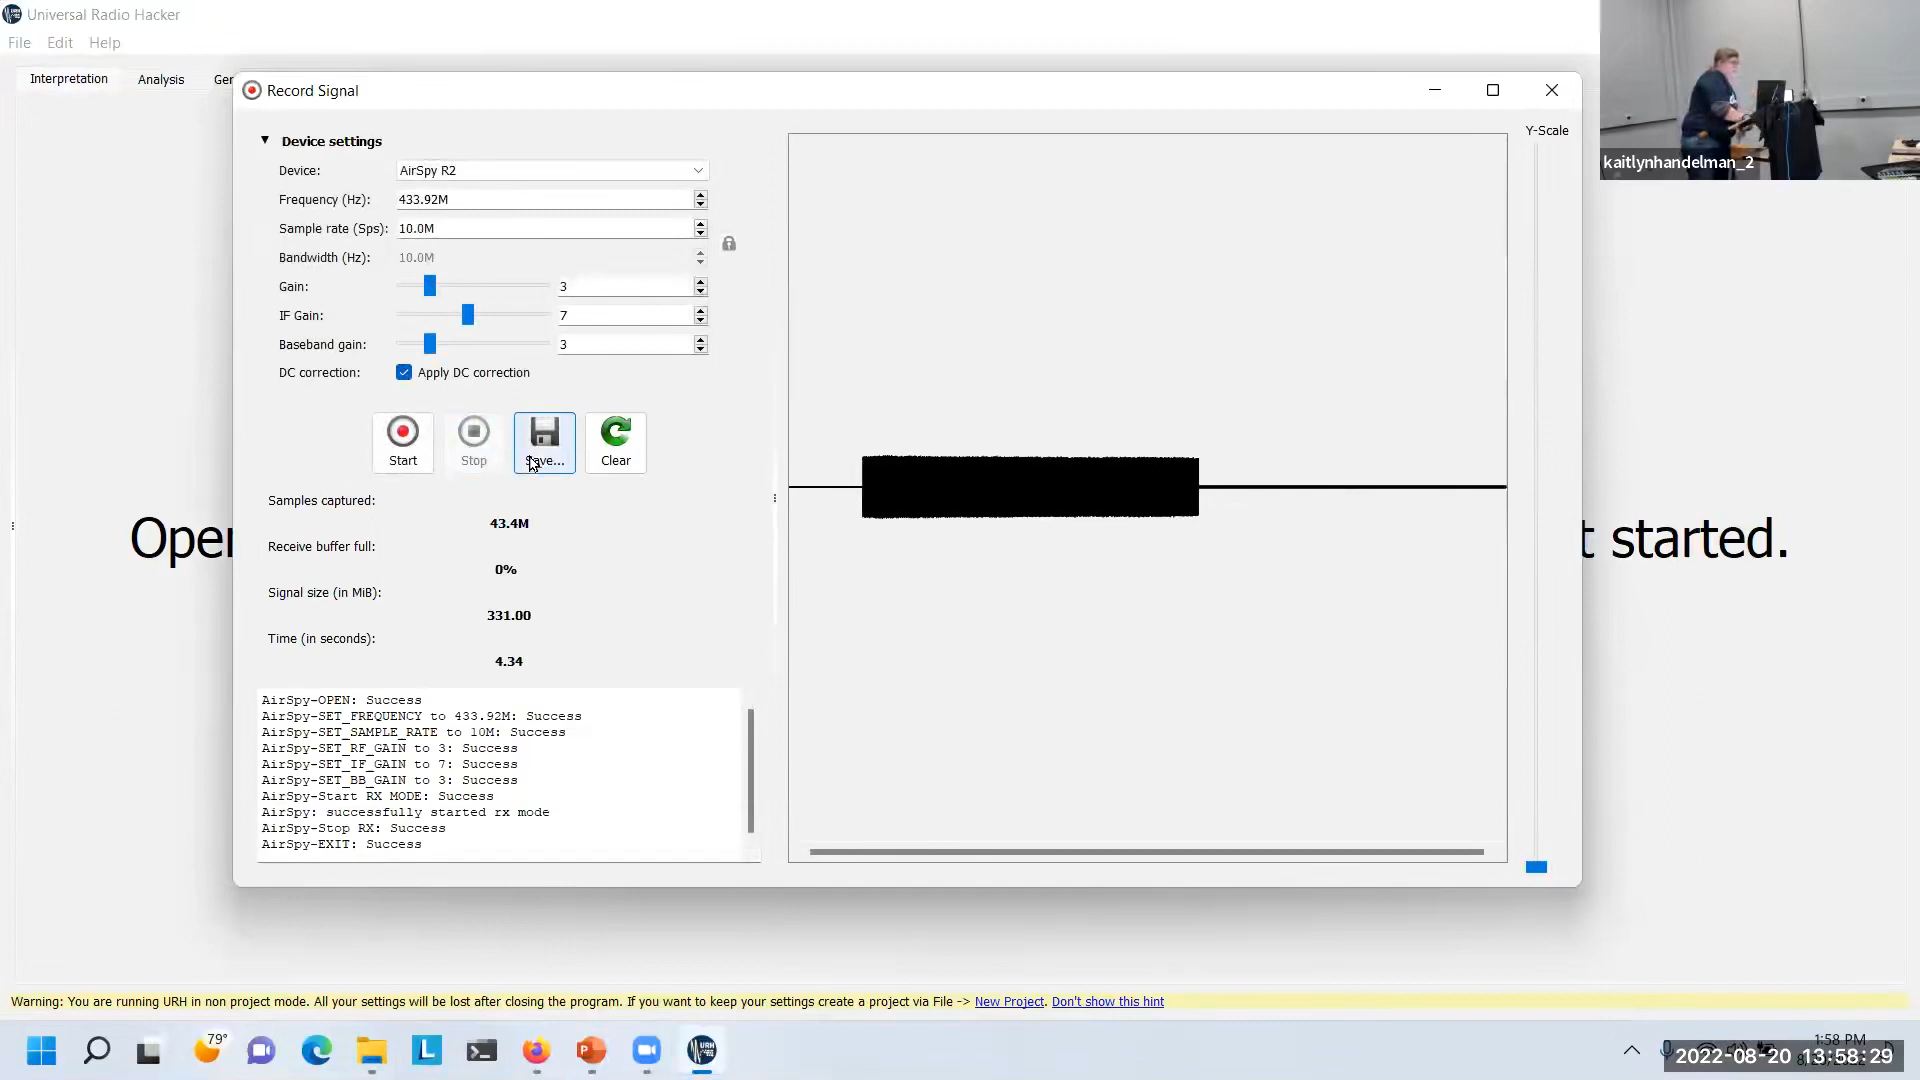 Universal Radio Hacker
File Edit Help
Interpretation Analysis Ger
Record Signal
Device settings
Device: AirSpy R2
Frequency (Hz): 433.92M
Sample rate (Sps): 10.0M
Bandwidth (Hz): 10.0M
Gain: 3
IF Gain: 7
Baseband gain: 3
DC correction: Apply DC correction
Start Stop Save... Clear
Samples captured:
43.4M
Receive buffer full:
0%
Signal size (in MiB):
331.00
Time (in seconds):
4.34
AirSpy-OPEN: Success
AirSpy-SET_FREQUENCY to 433.92M: Success
AirSpy-SET_SAMPLE_RATE to 10M: Success
AirSpy-SET_RF_GAIN to 3: Success
AirSpy-SET_IF_GAIN to 7: Success
AirSpy-SET_BB_GAIN to 3: Success
AirSpy-Start RX MODE: Success
AirSpy: successfully started rx mode
AirSpy-Stop RX: Success
AirSpy-EXIT: Success
Y-Scale
kaitlynhandelman_2
Oper t started.
Warning: You are running URH in non project mode. All your settings will be lost after closing the program. If you want to keep your settings create a project via File -> New Project. Don't show this hint
79°
URH
1:58 PM
2022-08-20 13:58:29